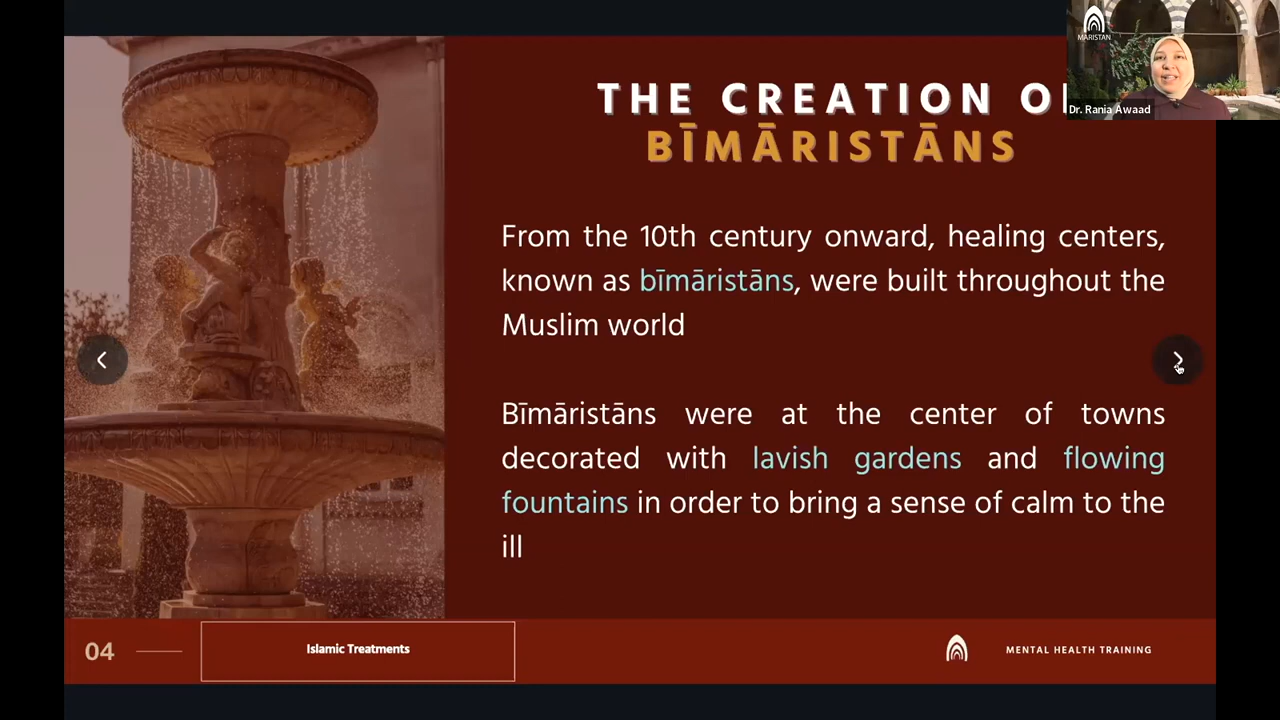 MARISTAN
Dr. Rania Awaad
THE CREATION OF
BĪMĀRISTĀNS
From the 10th century onward, healing centers,
known as bīmāristāns, were built throughout the
Muslim world
Bīmāristāns were at the center of towns
decorated with lavish gardens and flowing
fountains in order to bring a sense of calm to the
ill
04
Islamic Treatments
MENTAL HEALTH TRAINING